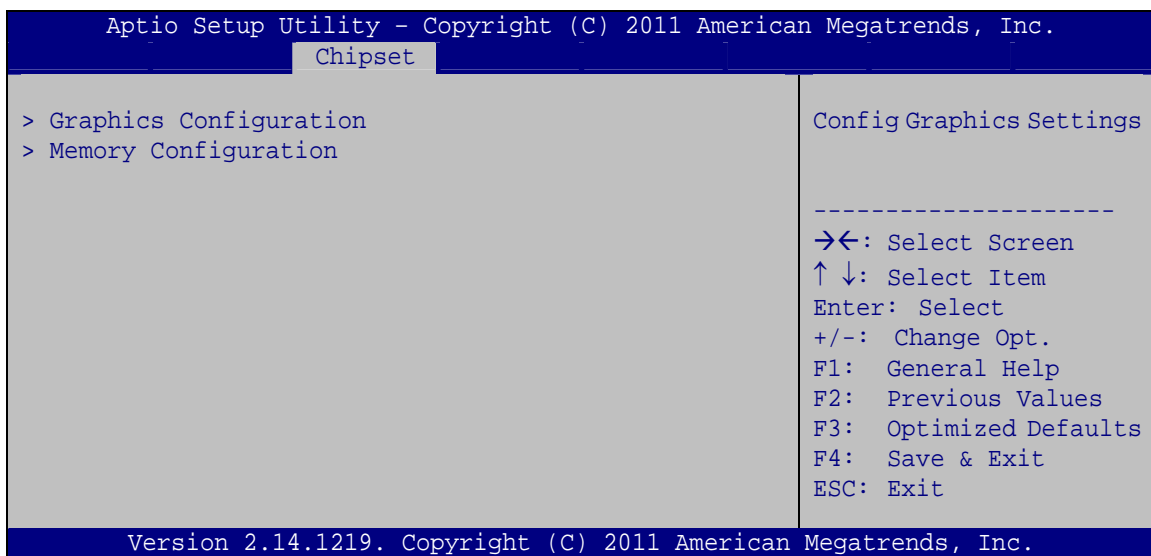 Aptio Setup Utility – Copyright (C) 2011 American Megatrends, Inc.
Chipset
> Graphics Configuration
> Memory Configuration
Config Graphics Settings
----------------------
→←: Select Screen
↑ ↓: Select Item
Enter: Select
+/-: Change Opt.
F1: General Help
F2: Previous Values
F3: Optimized Defaults
F4: Save & Exit
ESC: Exit
Version 2.14.1219. Copyright (C) 2011 American Megatrends, Inc.